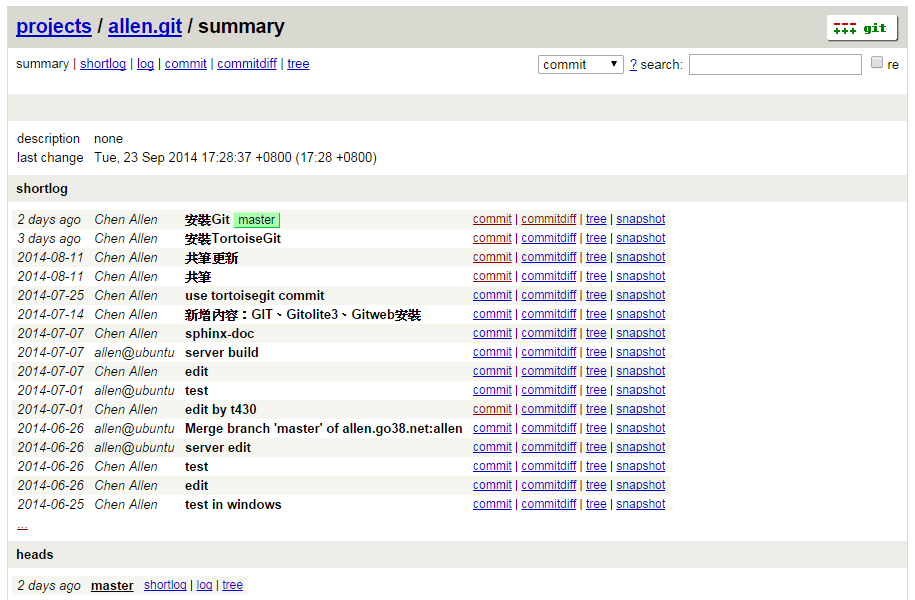 projects / allen.git / summary
git
summary | shortlog | log | commit | commitdiff | tree
commit ? search: re
description none
last change Tue, 23 Sep 2014 17:28:37 +0800 (17:28 +0800)
shortlog
2 days ago Chen Allen 安裝Git master commit | commitdiff | tree | snapshot
3 days ago Chen Allen 安裝TortoiseGit commit | commitdiff | tree | snapshot
2014-08-11 Chen Allen 共筆更新 commit | commitdiff | tree | snapshot
2014-08-11 Chen Allen 共筆 commit | commitdiff | tree | snapshot
2014-07-25 Chen Allen use tortoisegit commit commit | commitdiff | tree | snapshot
2014-07-14 Chen Allen 新增內容：GIT、Gitolite3、Gitweb安裝 commit | commitdiff | tree | snapshot
2014-07-07 Chen Allen sphinx-doc commit | commitdiff | tree | snapshot
2014-07-07 allen@ubuntu server build commit | commitdiff | tree | snapshot
2014-07-07 Chen Allen edit commit | commitdiff | tree | snapshot
2014-07-01 allen@ubuntu test commit | commitdiff | tree | snapshot
2014-07-01 Chen Allen edit by t430 commit | commitdiff | tree | snapshot
2014-06-26 allen@ubuntu Merge branch 'master' of allen.go38.net:allen commit | commitdiff | tree | snapshot
2014-06-26 allen@ubuntu server edit commit | commitdiff | tree | snapshot
2014-06-26 Chen Allen test commit | commitdiff | tree | snapshot
2014-06-26 Chen Allen edit commit | commitdiff | tree | snapshot
2014-06-25 Chen Allen test in windows commit | commitdiff | tree | snapshot
...
heads
2 days ago master shortlog | log | tree